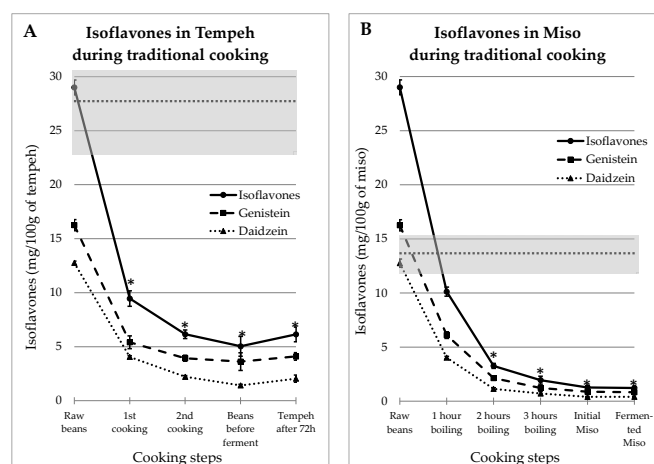 A
Isoflavones in Tempeh
during traditional cooking
Isoflavones (mg/100g of tempeh)
30
25
20
15
10
5
0
Isoflavones
Genistein
Daidzein
*
*
*
*
Raw
beans
1st
cooking
2nd
cooking
Beans
before
ferment
Tempeh
after 72h
Cooking steps
B
Isoflavones in Miso
during traditional cooking
Isoflavones (mg/100g of miso)
30
25
20
15
10
5
0
Isoflavones
Genistein
Daidzein
*
*
*
*
Raw
beans
1 hour
boiling
2 hours
boiling
3 hours
boiling
Initial
Miso
Fermen-
ted Miso
Cooking steps